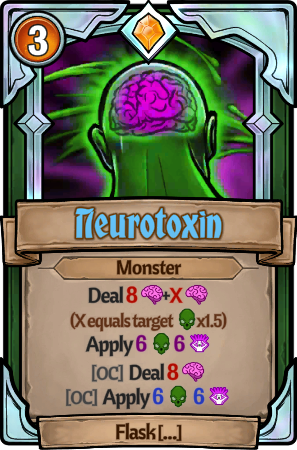 3
Neurotoxin
Monster
Deal 8 +X
(X equals target x1.5)
Apply 6 6
[OC] Deal 8
[OC] Apply 6 6
Flask [...]